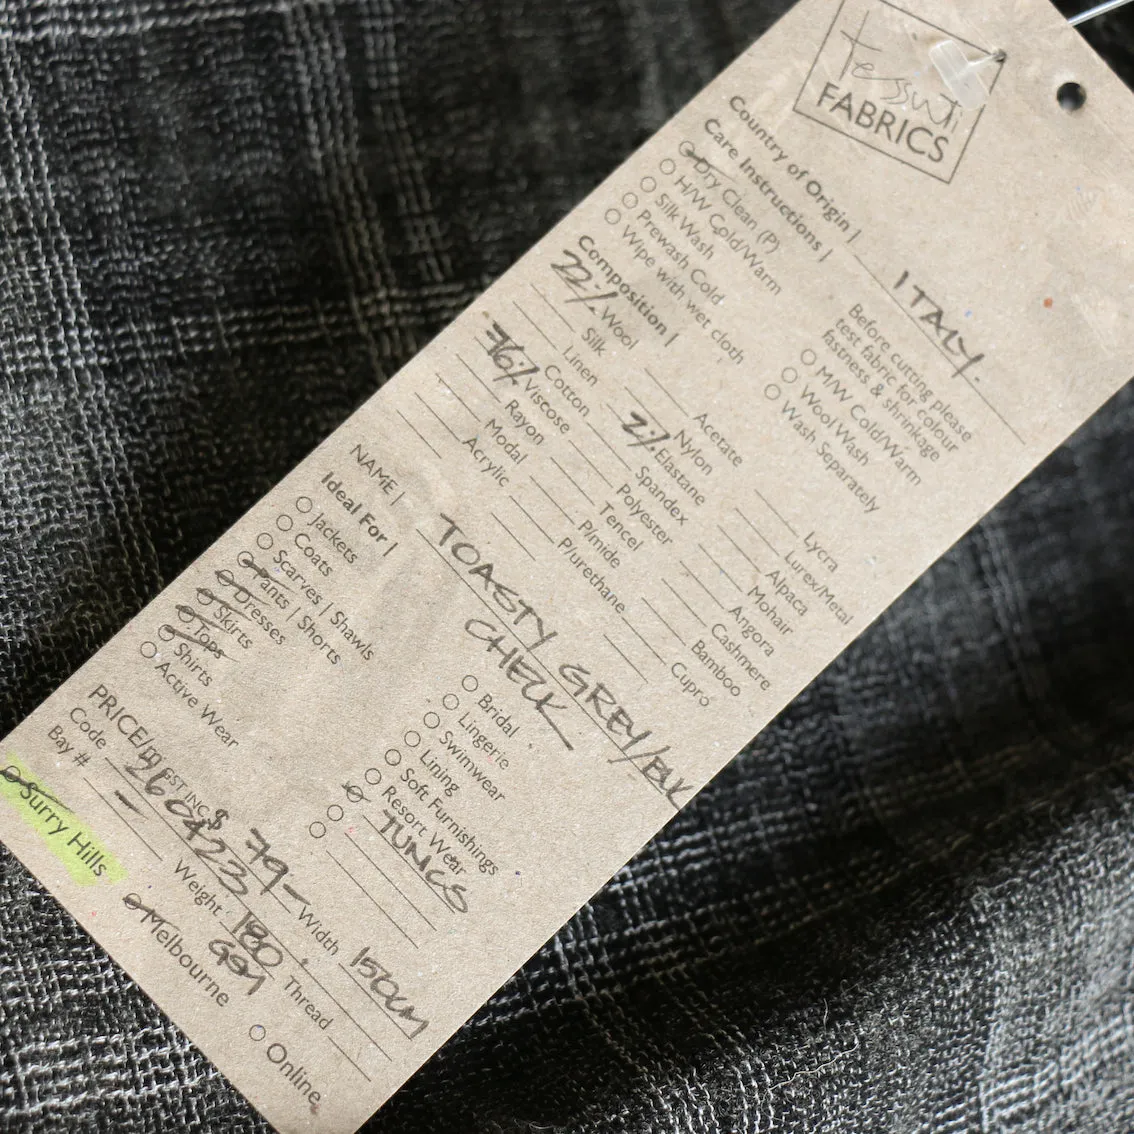 tessuti
FABRICS
Country of Origin | ITALY.
Care Instructions |
Dry Clean (P)
H/W Cold/Warm
Silk Wash
Prewash Cold
Wipe with wet cloth
Before cutting please
test fabric for colour
fastness & shrinkage
M/W Cold/Warm
Wool Wash
Wash Separately
Composition |
22% Wool
Silk
Linen
Cotton
76% Viscose
Rayon
Modal
Acrylic
Acetate
Nylon
2% Elastane
Spandex
Polyester
Tencel
P/mide
P/urethane
Lycra
Lurex/Metal
Alpaca
Mohair
Angora
Cashmere
Bamboo
Cupro
NAME | TOASTY GREY/BLK
CHECK
Ideal For |
Jackets
Coats
Scarves | Shawls
Pants | Shorts
Dresses
Skirts
Tops
Shirts
Active Wear
Bridal
Lingerie
Swimwear
Lining
Soft Furnishings
Resort Wear
TUNICS
PRICE/m GST INC $ 79- Width 150cm
Code 260423 Weight 180 GSM Thread
Bay # -
Surry Hills
Melbourne
Online